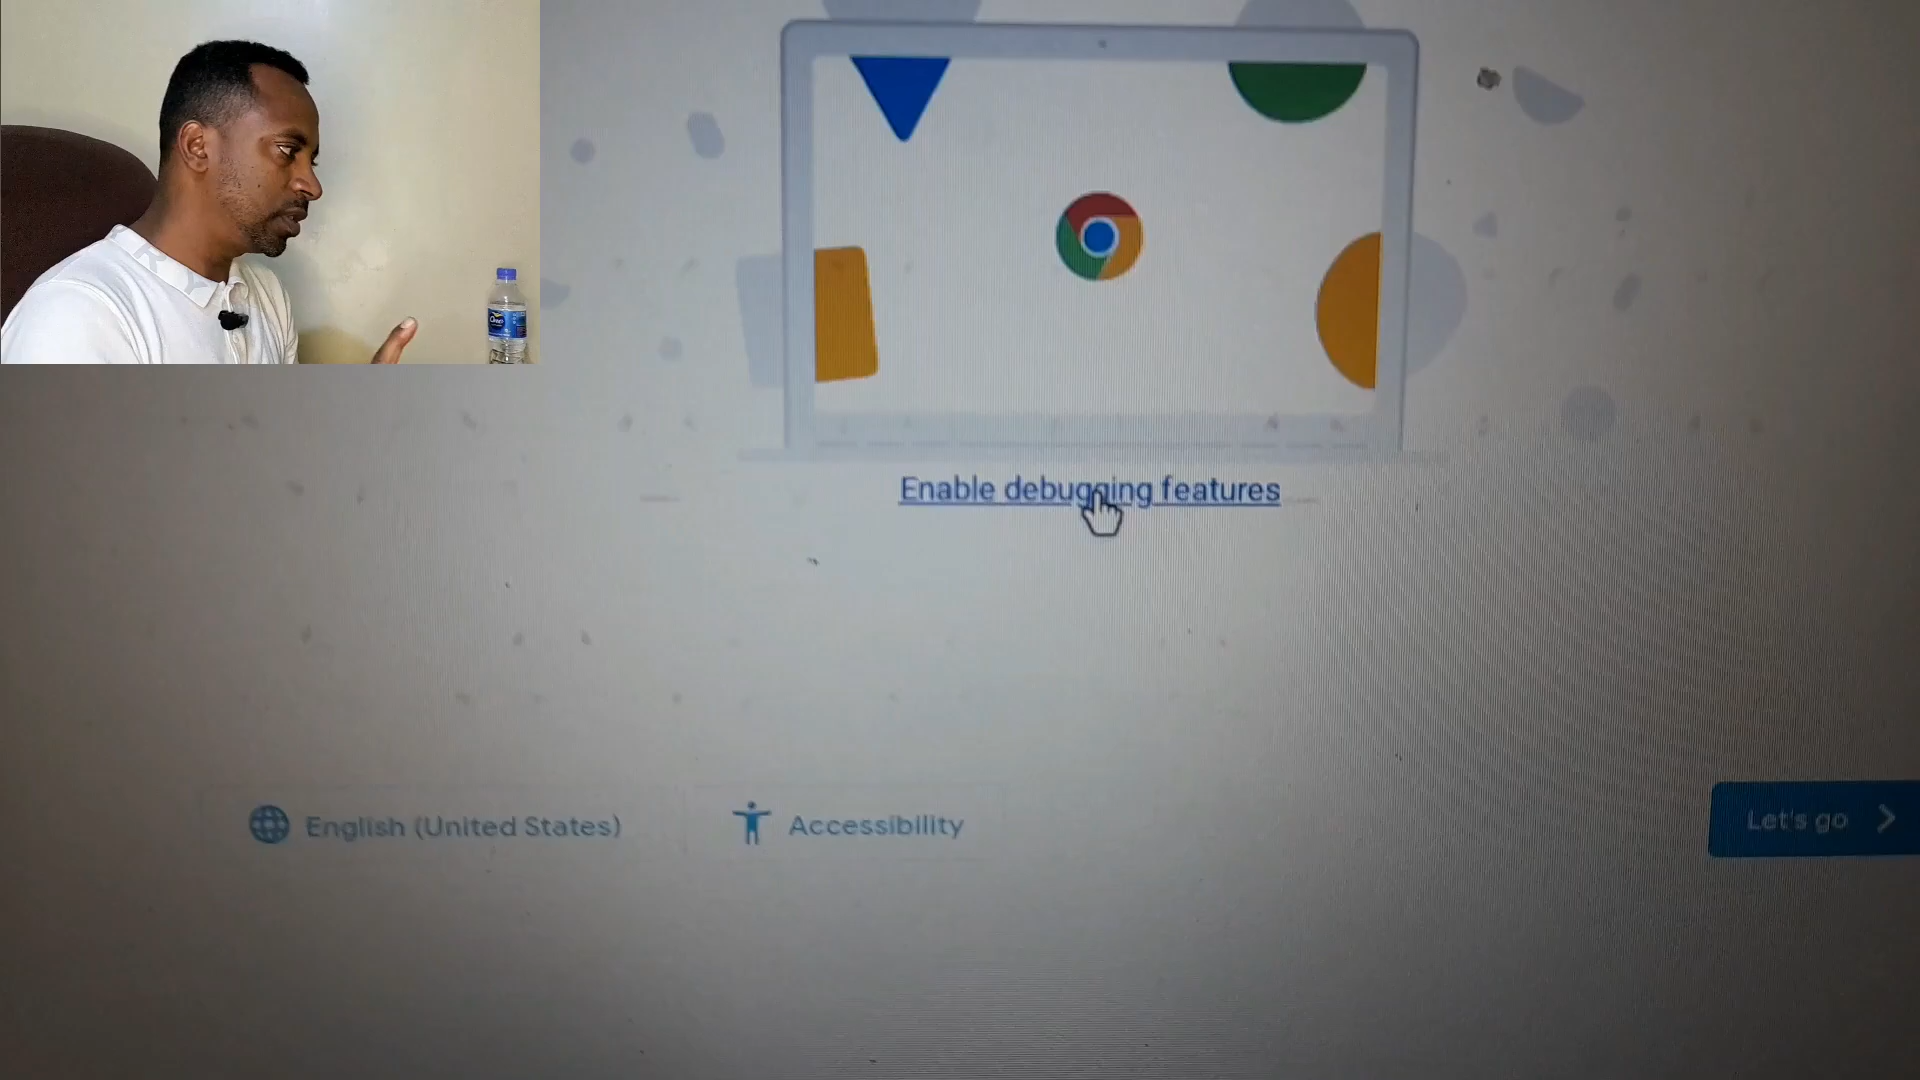 Enable debugging features
English (United States)
Accessibility
Let's go